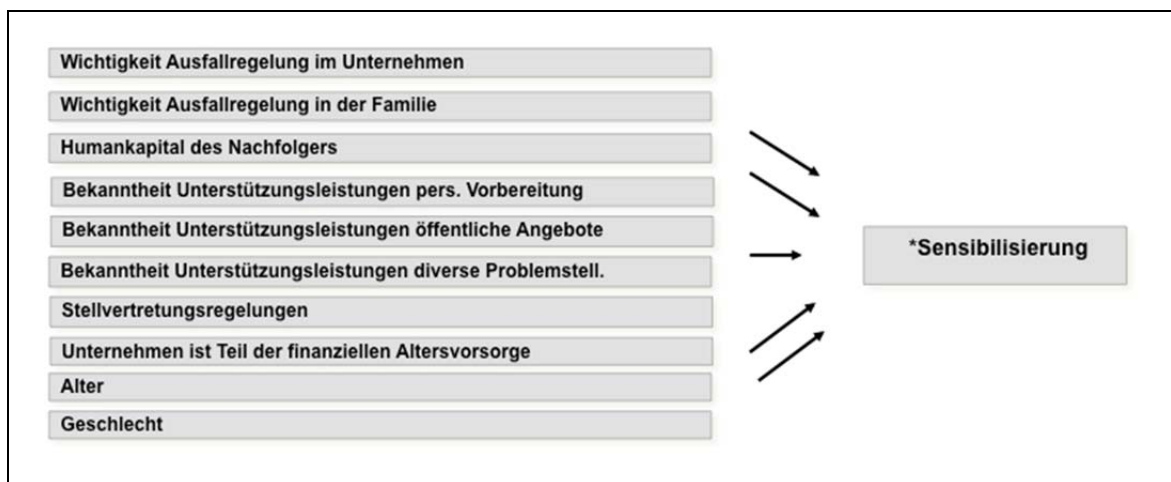 Wichtigkeit Ausfallregelung im Unternehmen
Wichtigkeit Ausfallregelung in der Familie
Humankapital des Nachfolgers
Bekanntheit Unterstützungsleistungen pers. Vorbereitung
Bekanntheit Unterstützungsleistungen öffentliche Angebote
Bekanntheit Unterstützungsleistungen diverse Problemstell.
Stellvertretungsregelungen
Unternehmen ist Teil der finanziellen Altersvorsorge
Alter
Geschlecht
*Sensibilisierung